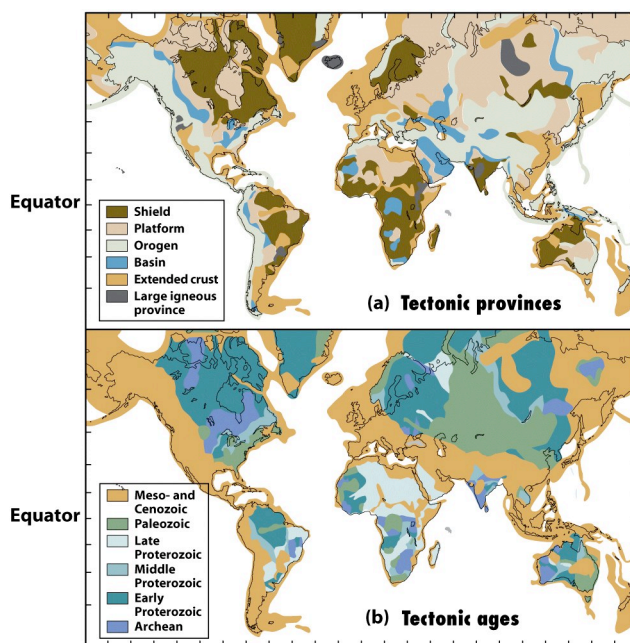 Equator
Shield
Platform
Orogen
Basin
Extended crust
Large igneous
province
(a) Tectonic provinces
Equator
Meso- and
Cenozoic
Paleozoic
Late
Proterozoic
Middle
Proterozoic
Early
Proterozoic
Archean
(b) Tectonic ages